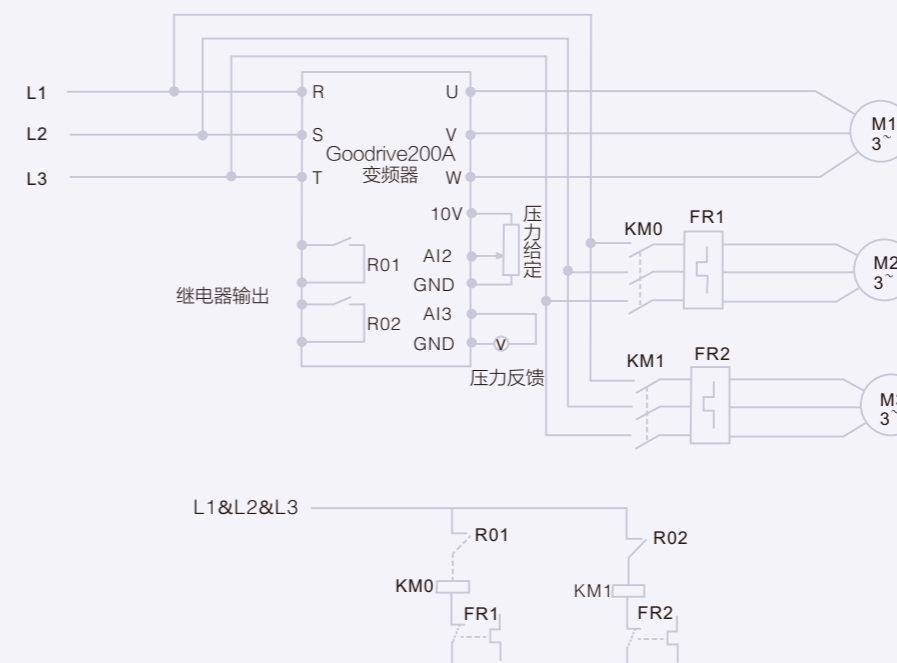 L1
L2
L3
R
S
T
U
V
W
Goodrive200A
变频器
10V
AI2
GND
AI3
GND
压力给定
V
压力反馈
R01
R02
继电器输出
M1
3~
KM0
FR1
M2
3~
KM1
FR2
M3
3~
L1&L2&L3
R01
R02
KM0
KM1
FR1
FR2